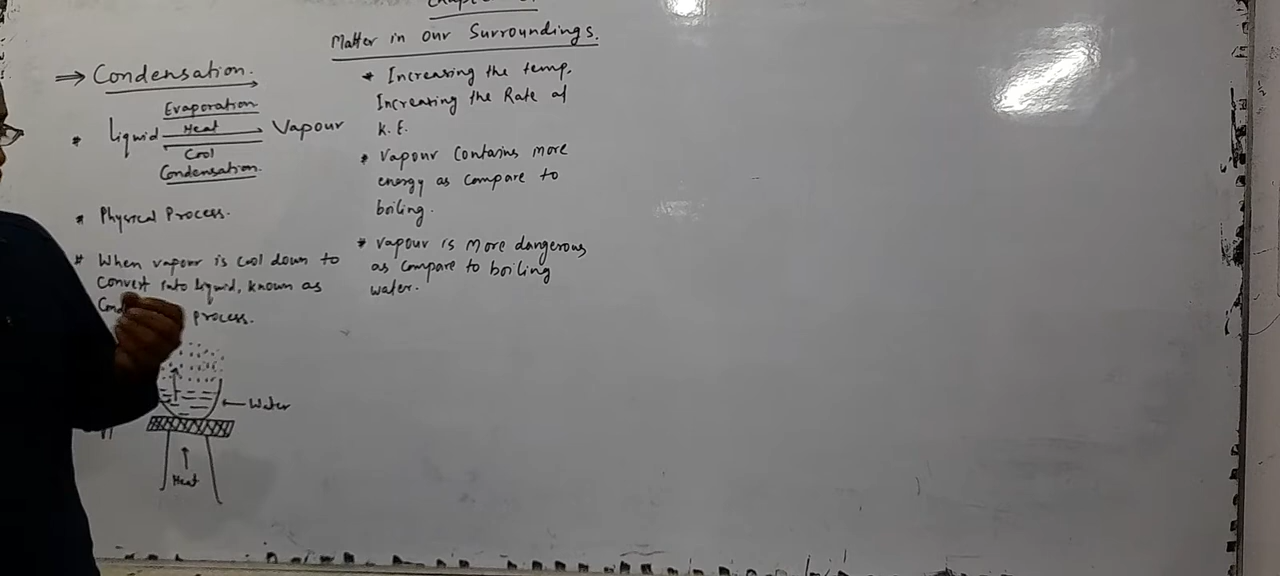 Matter in our Surroundings.
⇒ Condensation.
Evaporation
* Liquid Heat Vapour
Cool
Condensation.
* Physical Process.
* When vapour is cool down to
convert into liquid, known as
process.
Water
Heat
* Increasing the temp.
Increasing the Rate of
K.E.
* Vapour contains more
energy as compare to
boiling.
* Vapour is more dangerous
as compare to boiling
water.